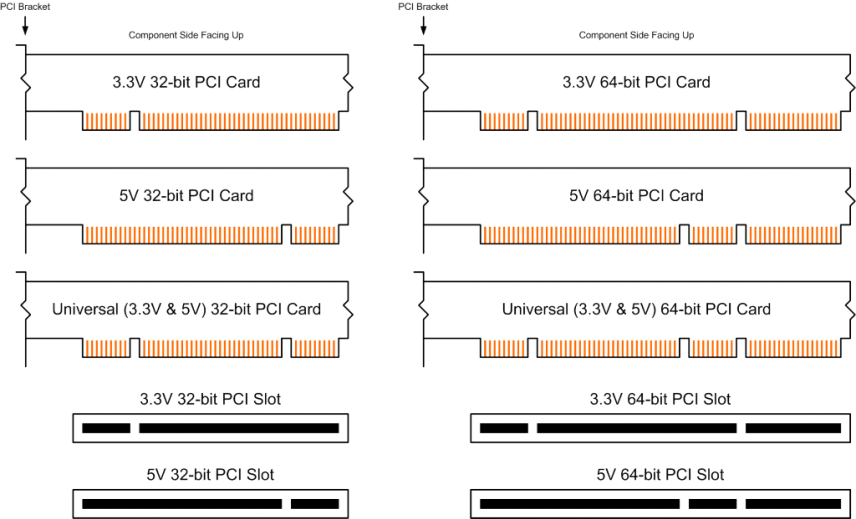 PCI Bracket
PCI Bracket
Component Side Facing Up
Component Side Facing Up
3.3V 32-bit PCI Card
3.3V 64-bit PCI Card
5V 32-bit PCI Card
5V 64-bit PCI Card
Universal (3.3V & 5V) 32-bit PCI Card
Universal (3.3V & 5V) 64-bit PCI Card
3.3V 32-bit PCI Slot
3.3V 64-bit PCI Slot
5V 32-bit PCI Slot
5V 64-bit PCI Slot